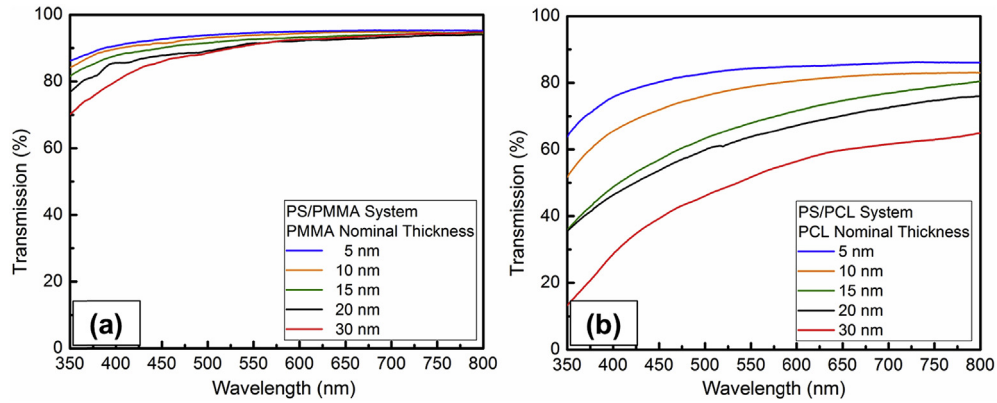 100
80
60
40
20
0
Transmission (%)
PS/PMMA System
PMMA Nominal Thickness
5 nm
10 nm
15 nm
20 nm
30 nm
(a)
350 400 450 500 550 600 650 700 750 800
Wavelength (nm)
100
80
60
40
20
0
Transmission (%)
PS/PCL System
PCL Nominal Thickness
5 nm
10 nm
15 nm
20 nm
30 nm
(b)
350 400 450 500 550 600 650 700 750 800
Wavelength (nm)